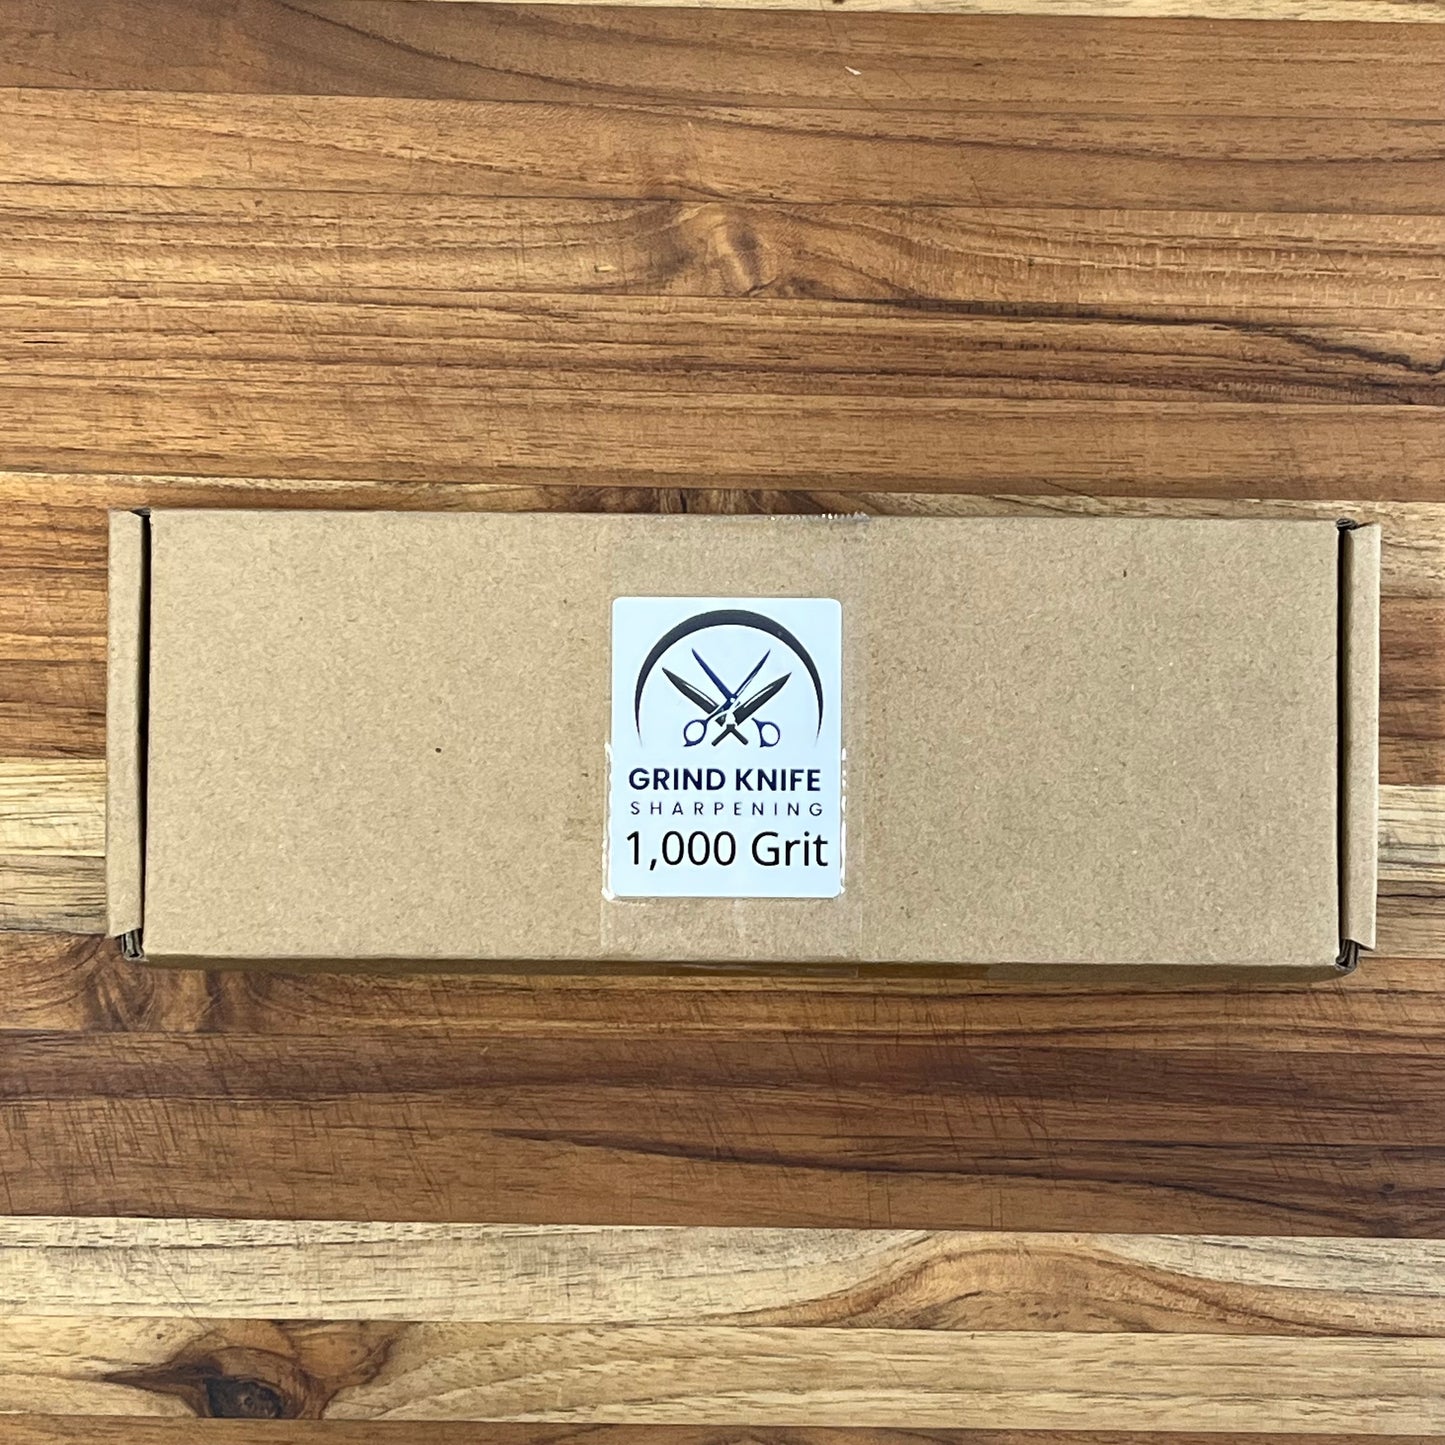 GRIND KNIFE
SHARPENING
1,000 Grit